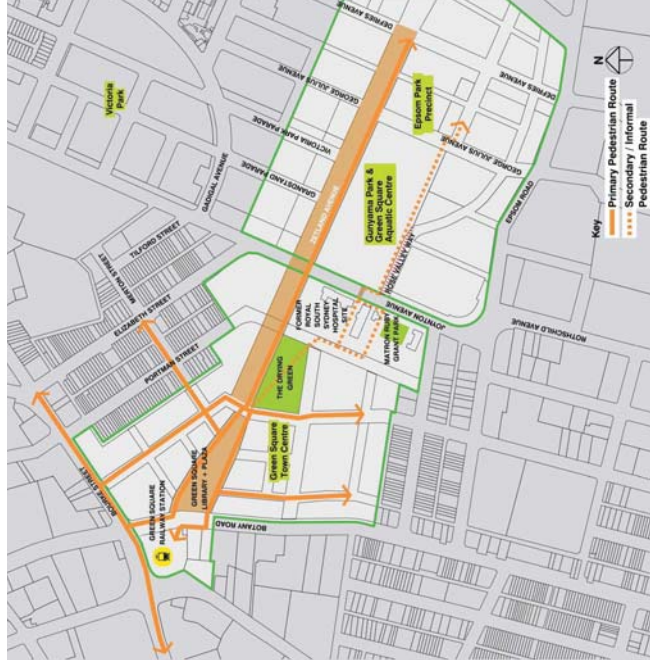 Victoria
Park
DEFRIES AVENUE
GEORGE JULIUS AVENUE
VICTORIA PARK PARADE
GRANDSTAND PARADE
GADIGAL AVENUE
ZETLAND AVENUE
Epsom Park
Precinct
DEFRIES AVENUE
GEORGE JULIUS AVENUE
Gunyama Park &
Green Square
Aquatic Centre
ROSE VALLEY WAY
EPSOM ROAD
TILFORD STREET
MERTON STREET
ELIZABETH STREET
PORTMAN STREET
FORMER
ROYAL
SOUTH
SYDNEY
HOSPITAL
SITE
JOYNTON AVENUE
MATRON RUBY
GRANT PARK
ROTHSCHILD AVENUE
THE DRYING
GREEN
BOURKE STREET
GREEN SQUARE
RAILWAY STATION
GREEN SQUARE
LIBRARY + PLAZA
Green Square
Town Centre
BOTANY ROAD
N
Key
Primary Pedestrian Route
Secondary / Informal
Pedestrian Route